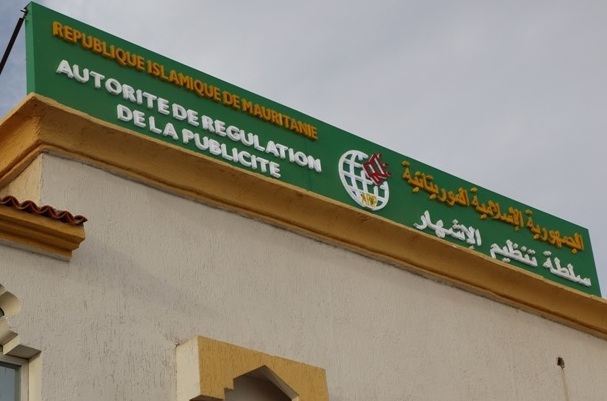 REPUBLIQUE ISLAMIQUE DE MAURITANIE
AUTORITE DE REGULATION
DE LA PUBLICITE
الجمهورية الإسلامية الموريتانية
سلطة تنظيم الإشهار